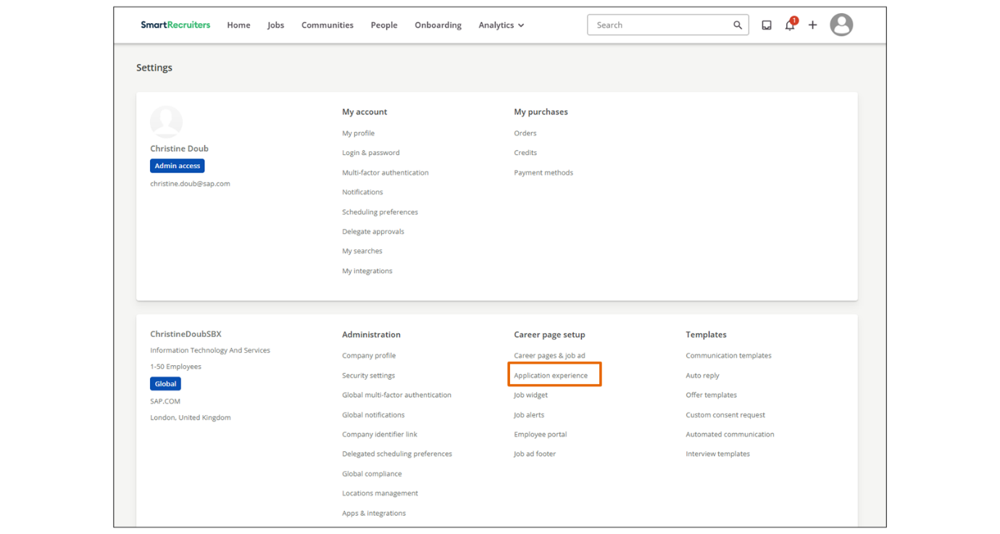 SmartRecruiters Home Jobs Communities People Onboarding Analytics Search 1
Settings
Christine Doub
Admin access
christine.doub@sap.com
My account
My profile
Login & password
Multi-factor authentication
Notifications
Scheduling preferences
Delegate approvals
My searches
My integrations
My purchases
Orders
Credits
Payment methods
ChristineDoubSBX
Information Technology And Services
1-50 Employees
Global
SAP.COM
London, United Kingdom
Administration
Company profile
Security settings
Global multi-factor authentication
Global notifications
Company identifier link
Delegated scheduling preferences
Global compliance
Locations management
Apps & integrations
Career page setup
Career pages & job ad
Application experience
Job widget
Job alerts
Employee portal
Job ad footer
Templates
Communication templates
Auto reply
Offer templates
Custom consent request
Automated communication
Interview templates